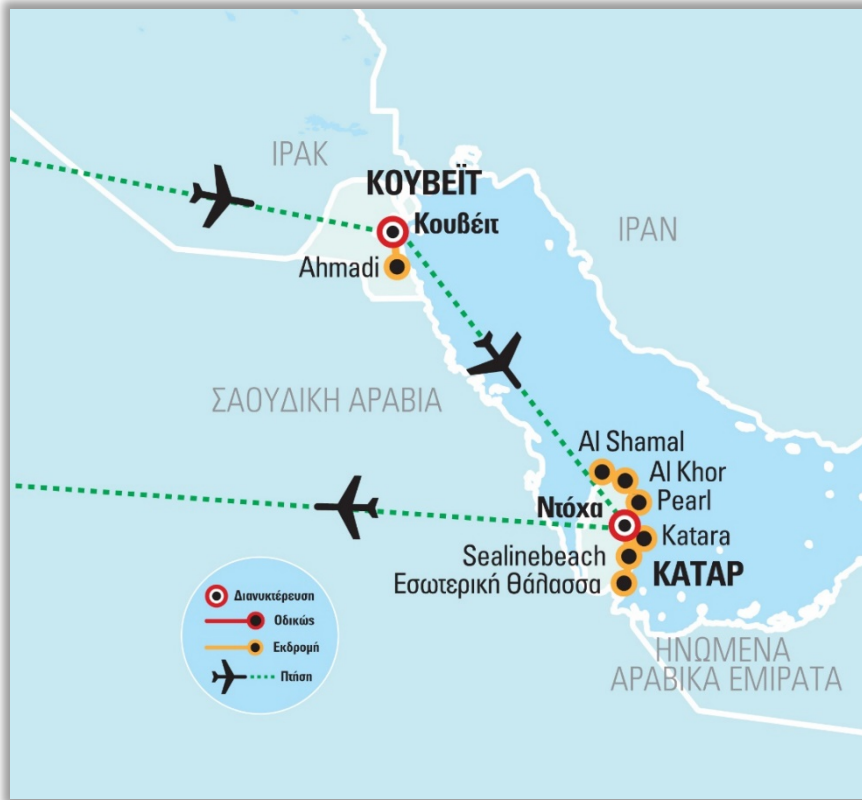 ΙΡΑΚ
ΚΟΥΒΕΪΤ
Κουβέιτ
Ahmadi
ΙΡΑΝ
ΣΑΟΥΔΙΚΗ ΑΡΑΒΙΑ
Al Shamal
Al Khor
Pearl
Ντόχα
Katara
Sealinebeach
Εσωτερική Θάλασσα
ΚΑΤΑΡ
ΗΝΩΜΕΝΑ
ΑΡΑΒΙΚΑ ΕΜΙΡΑΤΑ
Διανυκτέρευση
Οδικώς
Εκδρομή
Πτήση